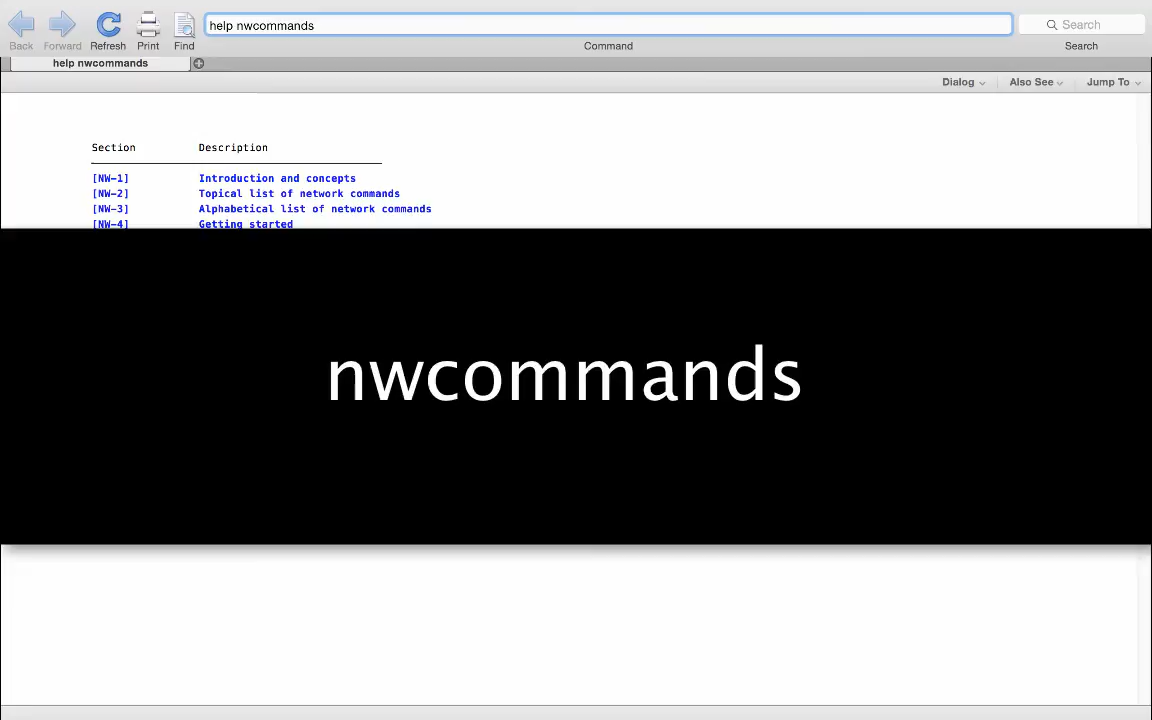 help nwcommands
Search
Back Forward Refresh Print Find Command Search
help nwcommands
Dialog Also See Jump To
Section Description
[NW-1] Introduction and concepts
[NW-2] Topical list of network commands
[NW-3] Alphabetical list of network commands
[NW-4] Getting started
nwcommands